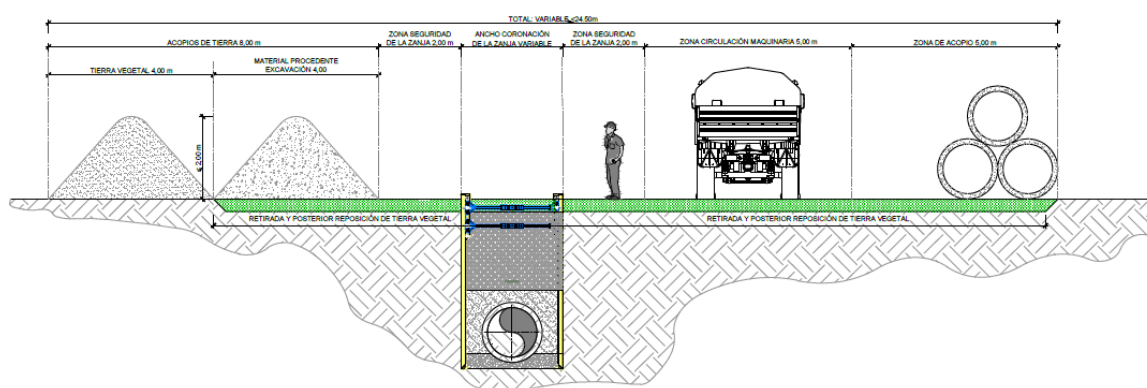 TOTAL: VARIABLE ≤24.50m
ACOPIOS DE TIERRA 8,00 m
ZONA SEGURIDAD
DE LA ZANJA 2,00 m
ANCHO CORONACIÓN
DE LA ZANJA VARIABLE
ZONA SEGURIDAD
DE LA ZANJA 2,00 m
ZONA CIRCULACIÓN MAQUINARIA 5,00 m
ZONA DE ACOPIO 5,00 m
TIERRA VEGETAL 4,00 m
MATERIAL PROCEDENTE
EXCAVACIÓN 4,00
≤ 2,00 m
RETIRADA Y POSTERIOR REPOSICIÓN DE TIERRA VEGETAL
RETIRADA Y POSTERIOR REPOSICIÓN DE TIERRA VEGETAL